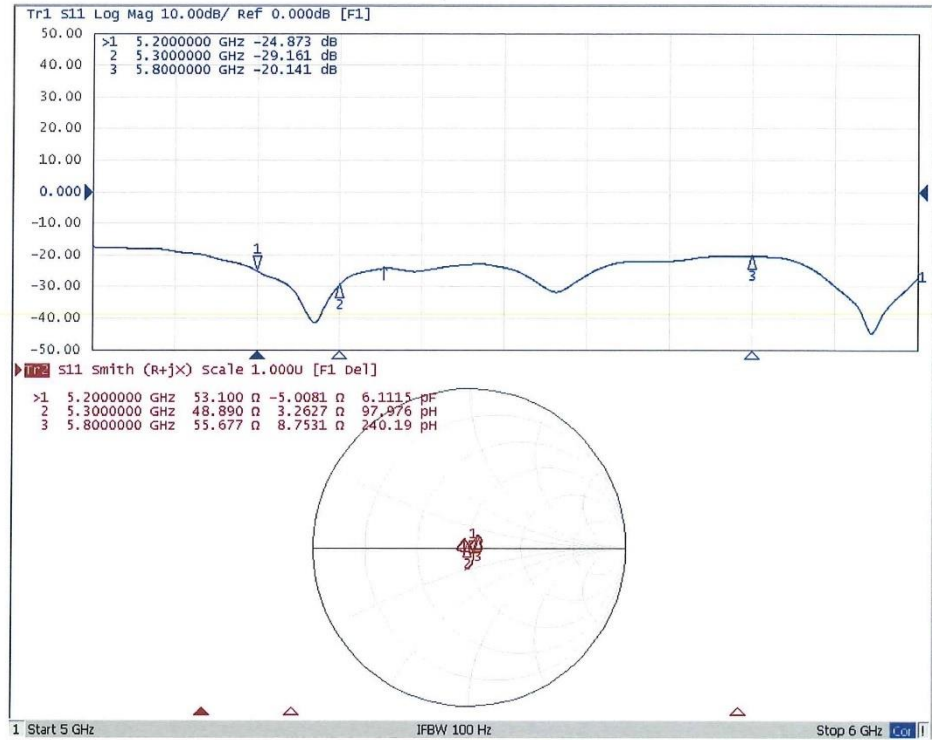 Tr1 S11 Log Mag 10.00dB/ Ref 0.000dB [F1]
50.00
>1 5.2000000 GHz -24.873 dB
2 5.3000000 GHz -29.161 dB
3 5.8000000 GHz -20.141 dB
40.00
30.00
20.00
10.00
0.000
-10.00
-20.00
-30.00
-40.00
-50.00
1
2
3
1
Tr2 S11 Smith (R+jX) Scale 1.000U [F1 Del]
>1 5.2000000 GHz 53.100 Ω -5.0081 Ω 6.1115 pF
2 5.3000000 GHz 48.890 Ω 3.2627 Ω 97.976 pH
3 5.8000000 GHz 55.677 Ω 8.7531 Ω 240.19 pH
1
2
3
1 Start 5 GHz IFBW 100 Hz Stop 6 GHz Cor !